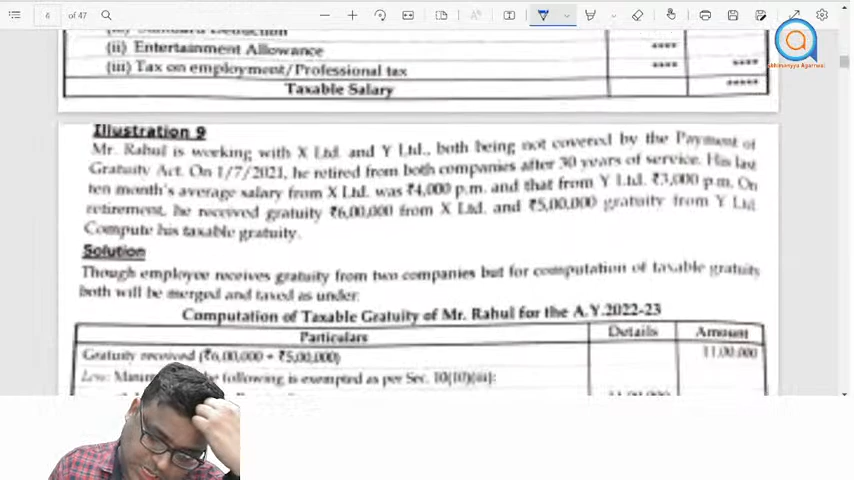 6 of 47
(ii) Entertainment Allowance ****
(iii) Tax on employment/Professional tax **** ****
Taxable Salary *****
Illustration 9
Mr. Rahul is working with X Ltd. and Y Ltd., both being not covered by the Payment of
Gratuity Act. On 1/7/2021, he retired from both companies after 30 years of service. His last
ten month's average salary from X Ltd. was ₹4,000 p.m. and that from Y Ltd. ₹3,000 p.m. On
retirement, he received gratuity ₹6,00,000 from X Ltd. and ₹5,00,000 gratuity from Y Ltd.
Compute his taxable gratuity.
Solution
Though employee receives gratuity from two companies but for computation of taxable gratuity
both will be merged and taxed as under:
Computation of Taxable Gratuity of Mr. Rahul for the A.Y.2022-23
Particulars Details Amount
Gratuity received (₹6,00,000 + ₹5,00,000) 11,00,000
Less: following is exempted as per Sec. 10(10)(iii):